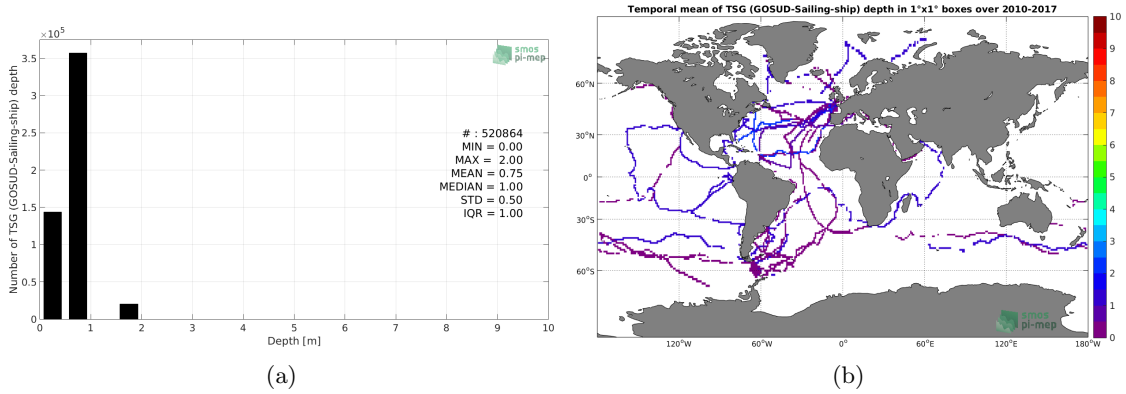 ×10⁵
3.5
3
2.5
2
1.5
1
0.5
0
Number of TSG (GOSUD-Sailing-ship) depth
smos
pi-mep
# : 520864
MIN = 0.00
MAX = 2.00
MEAN = 0.75
MEDIAN = 1.00
STD = 0.50
IQR = 1.00
0 1 2 3 4 5 6 7 8 9 10
Depth [m]
(a)
Temporal mean of TSG (GOSUD-Sailing-ship) depth in 1°x1° boxes over 2010-2017
60°N
30°N
0°
30°S
60°S
120°W 60°W 0° 60°E 120°E 180°W
smos
pi-mep
10
9
8
7
6
5
4
3
2
1
0
(b)